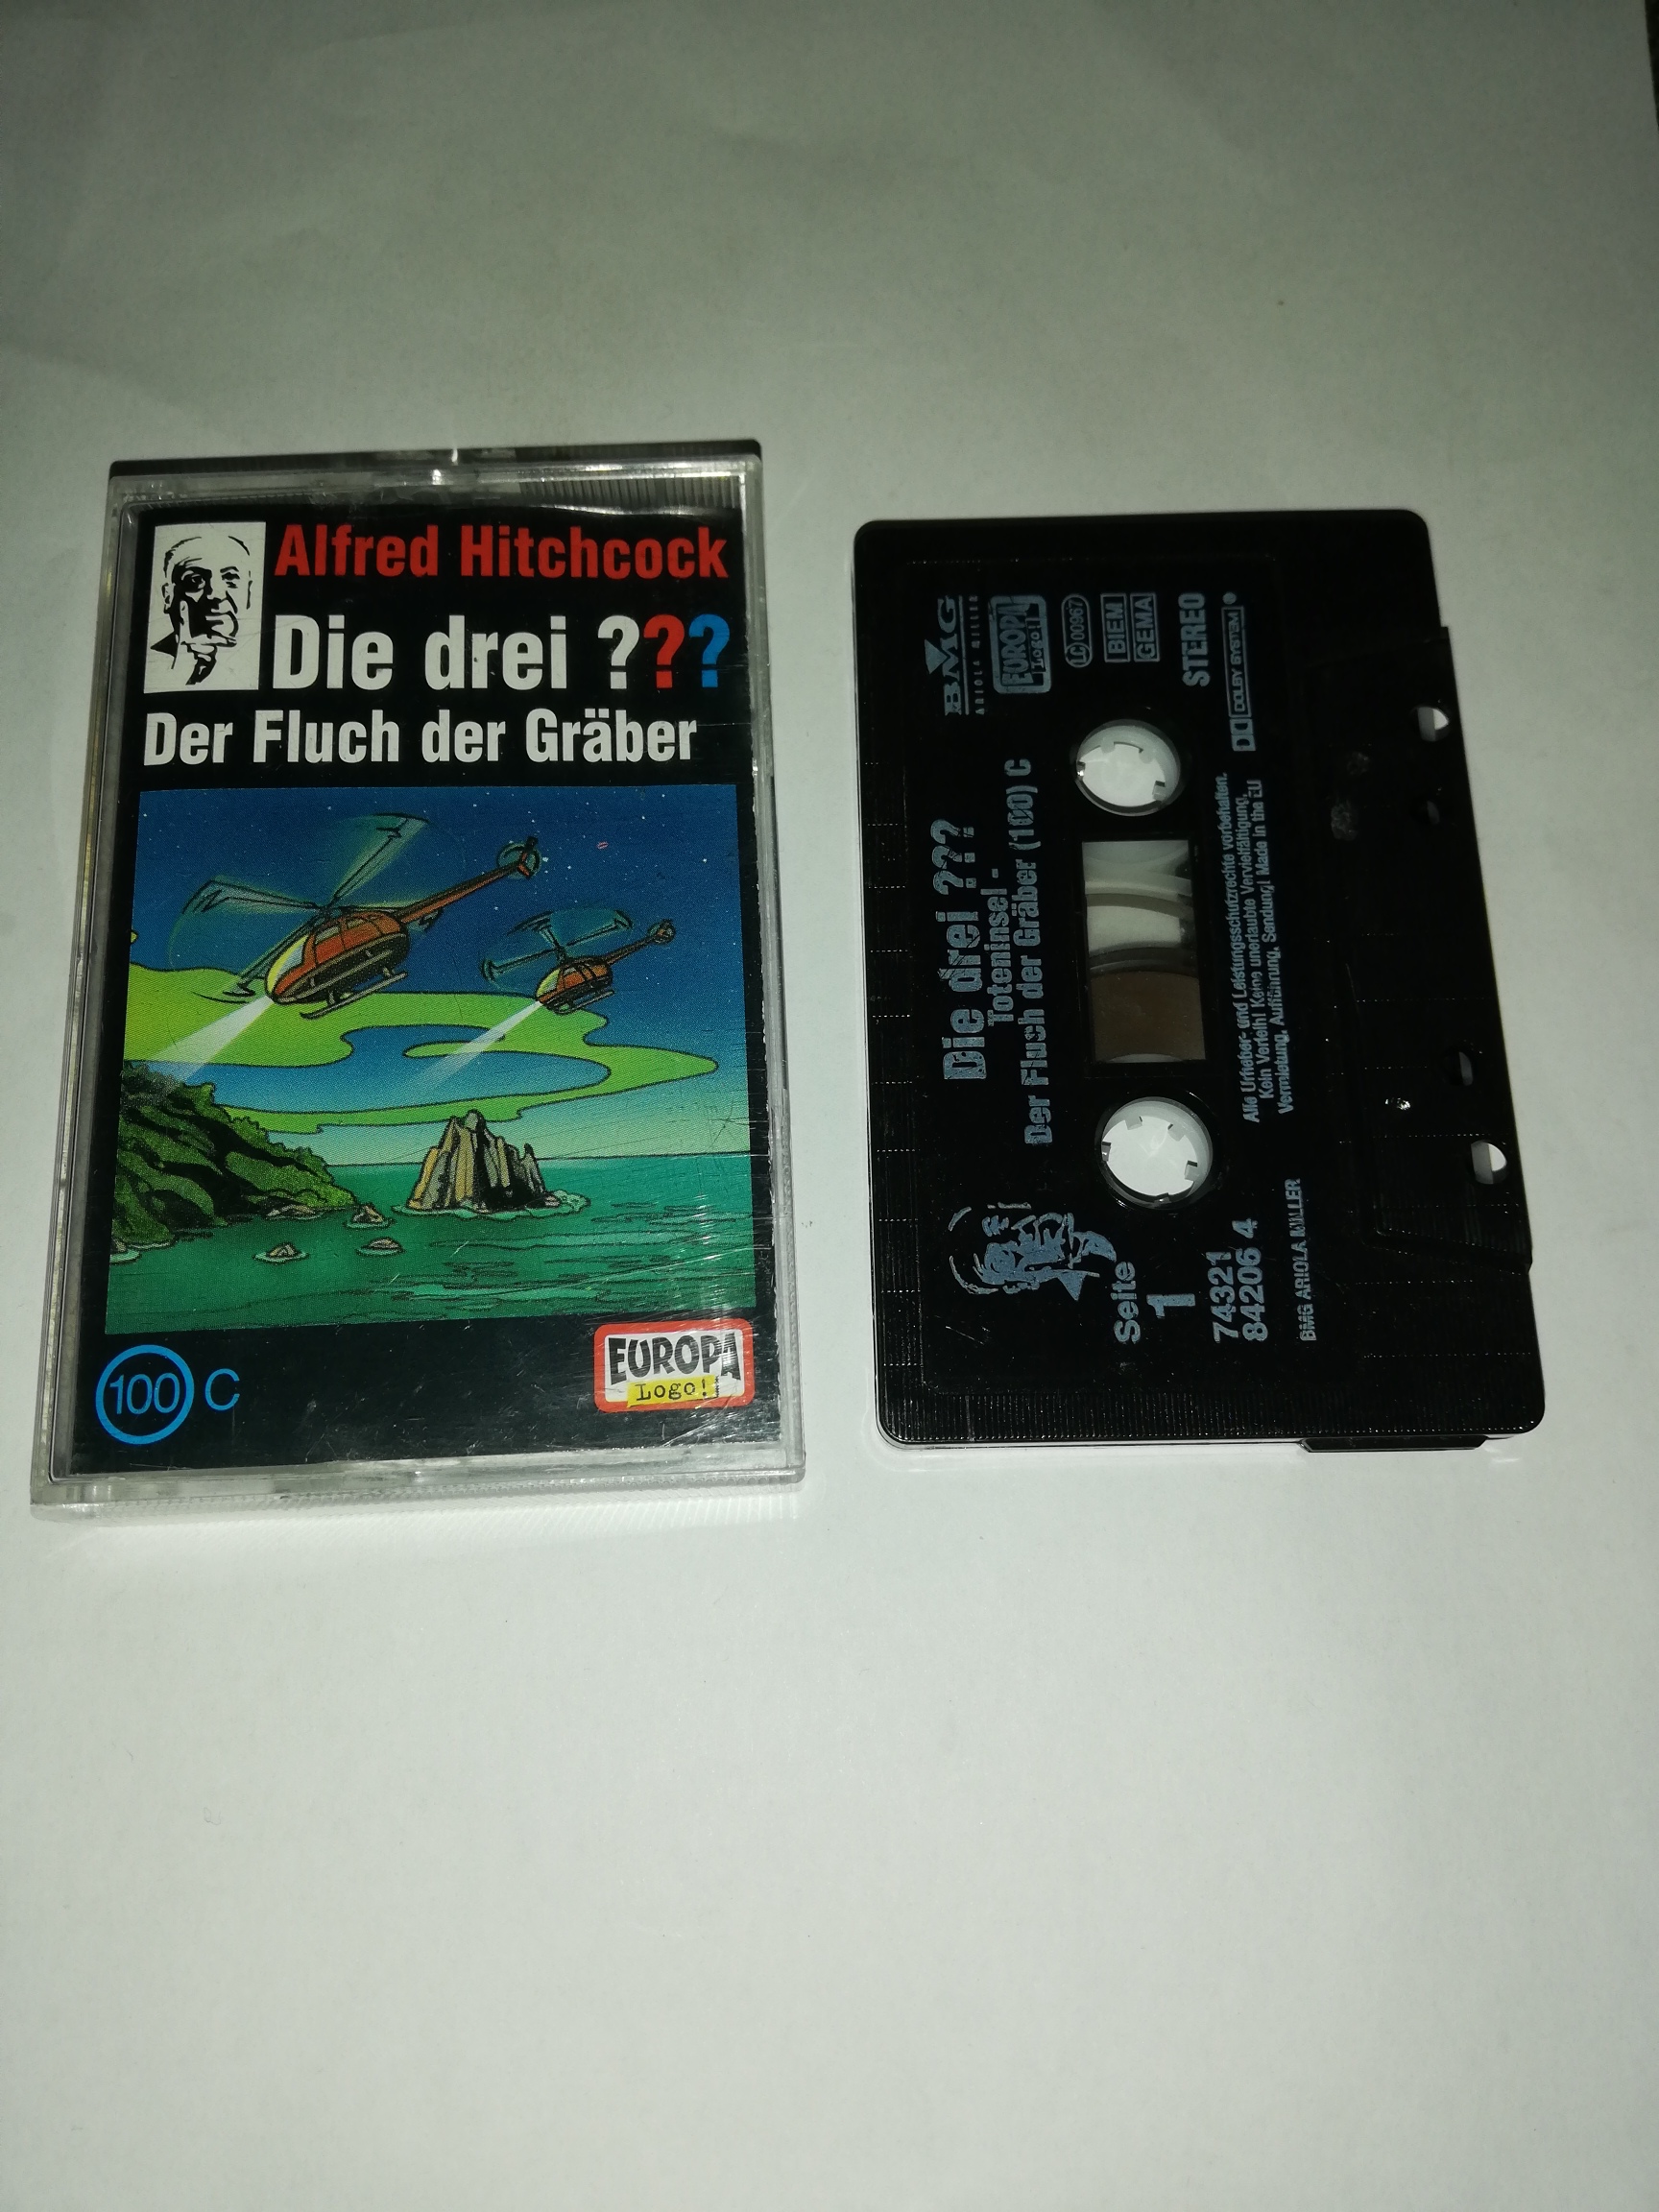 Alfred Hitchcock
Die drei ???
Der Fluch der Gräber
100 C
EUROPA
Logo!
BMG
ARIOLA MILLER
EUROPA
Logo!
LC 00967
BIEM
GEMA
STEREO
DOLBY SYSTEM
Die drei ???
Toteninsel -
Der Fluch der Gräber (100) C
Alle Urheber- und Leistungsschutzrechte vorbehalten.
Kein Verleih! Keine unerlaubte Vervielfältigung,
Vermietung, Aufführung, Sendung! Made in the EU
Seite
1
74321
84206 4
BMG ARIOLA MILLER